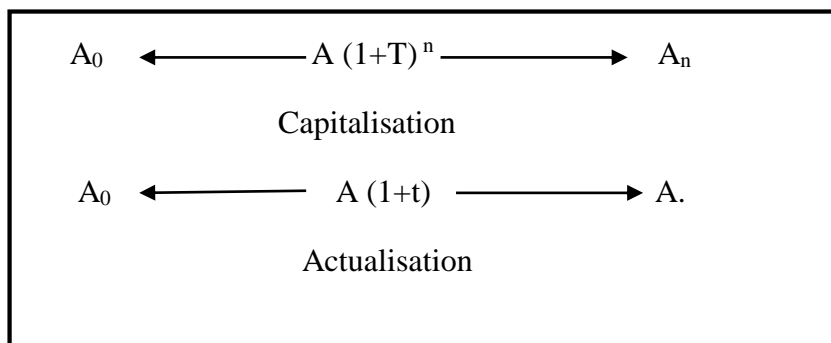 A₀ A (1+T) ⁿ Aₙ
Capitalisation
A₀ A (1+t) A.
Actualisation